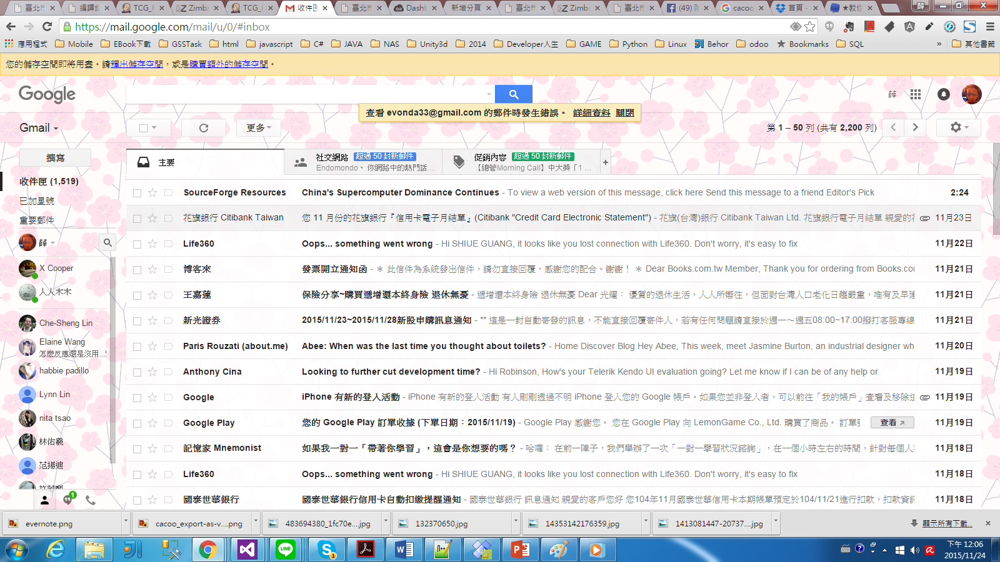 臺北市
編譯
TCG_F
Zimbr
TCG_
收件匣
臺北市
Dashb
新增分頁
臺北市
Zimbr
臺北市
(49)
cacoo
首頁 -
★教你
薛
https://mail.google.com/mail/u/0/#inbox
應用程式 Mobile EBook下載 GSSTask html javascript C# JAVA NAS Unity3d 2014 Developer人生 GAME Python Linux Behor odoo Bookmarks SQL » 其他書籤
您的儲存空間即將用盡。請釋出儲存空間，或是購買額外的儲存空間。
Google
薛
查看 evonda33@gmail.com 的郵件時發生錯誤。 詳細資料 關閉
Gmail
更多
第 1 – 50 列 (共有 2,200 列)
撰寫
收件匣 (1,519)
已加星號
重要郵件
薛
X Cooper
人人木木
Che-Sheng Lin
Elaine Wang
怎麼反應還是沒用...!
habbie padillo
Lynn Lin
nita tsao
林佑羲
范揚迪
1
主要
社交網路 超過 50 封新郵件
Endomondo、 你網路中的熱門話…
促銷內容 超過 50 封新郵件
【總管Morning Call】中大獎「1 …
+
SourceForge Resources China's Supercomputer Dominance Continues - To view a web version of this message, click here Send this message to a friend Editor's Pick 2:24
花旗銀行 Citibank Taiwan 您 11 月份的花旗銀行『信用卡電子月結單』(Citibank "Credit Card Electronic Statement") - 花旗(台灣)銀行 Citibank Taiwan Ltd. 花旗銀行電子月結單 親愛的花 11月23日
Life360 Oops... something went wrong - Hi SHIUE GUANG, it looks like you lost connection with Life360. Don't worry, it's easy to fix 11月22日
博客來 發票開立通知函 - ＊ 此信件為系統發出信件，請勿直接回覆，感謝您的配合。謝謝！ ＊ Dear Books.com.tw Member, Thank you for ordering from Books.com 11月21日
王嘉蓮 保險分享~購買遞增還本終身險 退休無憂 - 遞增還本終身險 退休無憂 Dear 光耀： 優質的退休生活，人人所嚮往，但面對台灣人口老化日趨嚴重，唯有及早 11月21日
新光證券 2015/11/23~2015/11/28新股申購訊息通知 - ** 這是一封自動寄發的訊息，不能直接回覆寄件人，若有任何問題請直接於週一～週五08:00~17:00撥打客服專線 11月21日
Paris Rouzati (about.me) Abee: When was the last time you thought about toilets? - Home Discover Blog Hey Abee, This week, meet Jasmine Burton, an industrial designer wh 11月20日
Anthony Cina Looking to further cut development time? - Hi Robinson, How's your Telerik Kendo UI evaluation going? Let me know if I can be of any help or 11月19日
Google iPhone 有新的登入活動 - iPhone 有新的登入活動 有人剛剛透過不明 iPhone 登入您的 Google 帳戶。如果您並非登入者，可以前往「我的帳戶」查看及移除這 11月19日
Google Play 您的 Google Play 訂單收據 (下單日期：2015/11/19) - Google Play 感謝您。 您在 Google Play 向 LemonGame Co., Ltd. 購買了商品。 訂單 查看 11月19日
記憶家 Mnemonist 如果我一對一「帶著你學習」，這會是你想要的嗎？ - 哈囉： 在前一陣子，我們舉辦了一次「一對一學習狀況諮詢」，在一個小時左右的時間，針對每個人 11月18日
Life360 Oops... something went wrong - Hi SHIUE GUANG, it looks like you lost connection with Life360. Don't worry, it's easy to fix 11月18日
國泰世華銀行 國泰世華銀行信用卡自動扣繳提醒通知 - 國泰世華銀行 訊息通知 親愛的客戶您好 您104年11月國泰世華信用卡本期帳單預定於104/11/21進行扣款，扣款資訊 11月18日
evernote.png
cacoo_export-as-v....png
483694380_1fc70e....jpg
132370650.jpg
14353142176359.jpg
1413081447-20737....jpg
顯示所有下載...
下午 12:06
2015/11/24